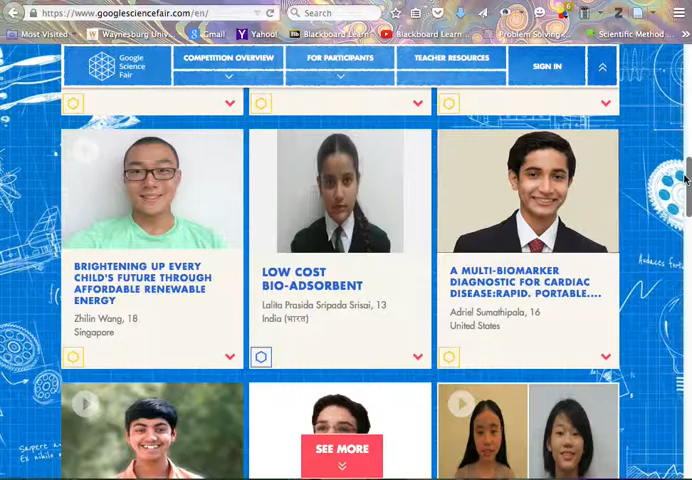 https://www.googlesciencefair.com/en/
Search
Most Visited
Waynesburg Univ...
Gmail
Yahoo!
Blackboard Learn...
Blackboard Learn...
Problem Solving...
Scientific Method ...
Google
Science
Fair
COMPETITION OVERVIEW
FOR PARTICIPANTS
TEACHER RESOURCES
SIGN IN
BRIGHTENING UP EVERY
CHILD'S FUTURE THROUGH
AFFORDABLE RENEWABLE
ENERGY
Zhilin Wang, 18
Singapore
LOW COST
BIO-ADSORBENT
Lalita Prasida Sripada Srisai, 13
India (भारत)
A MULTI-BIOMARKER
DIAGNOSTIC FOR CARDIAC
DISEASE:RAPID. PORTABLE....
Adriel Sumathipala, 16
United States
SEE MORE